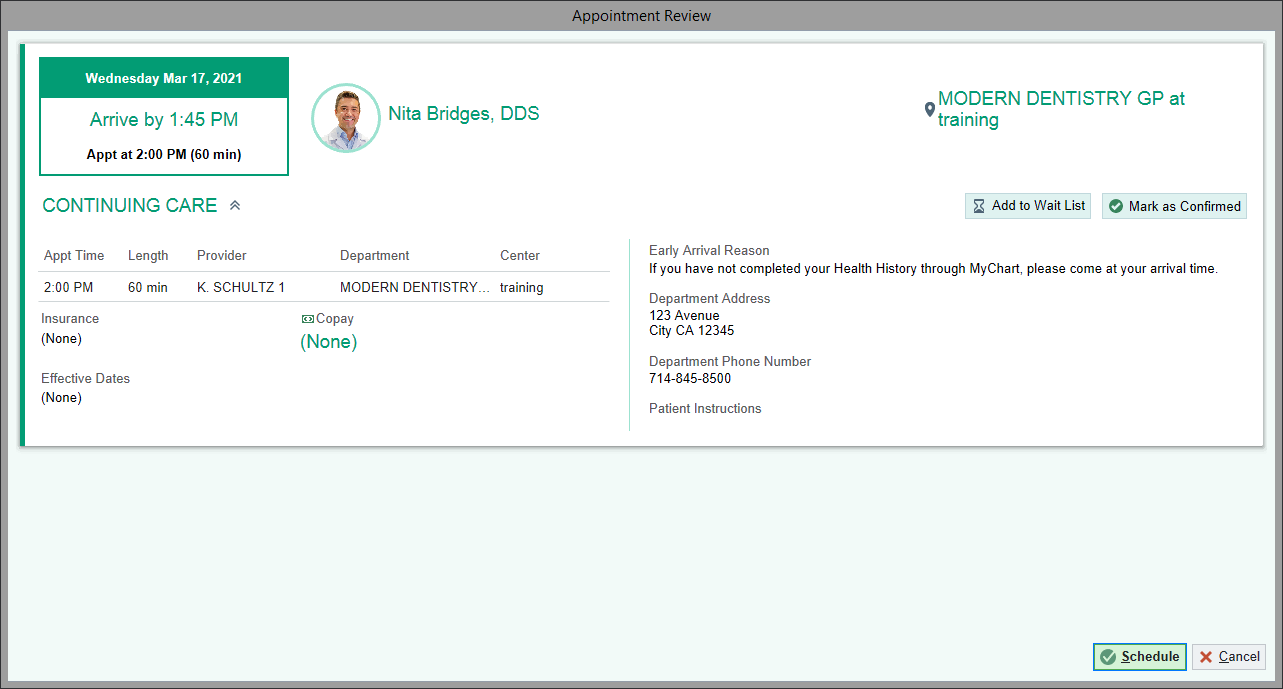 Appointment Review
Wednesday Mar 17, 2021
Arrive by 1:45 PM
Appt at 2:00 PM (60 min)
Nita Bridges, DDS
MODERN DENTISTRY GP at
training
CONTINUING CARE
Add to Wait List
Mark as Confirmed
Appt Time Length Provider Department Center
2:00 PM 60 min K. SCHULTZ 1 MODERN DENTISTRY... training
Insurance
(None)
Copay
(None)
Effective Dates
(None)
Early Arrival Reason
If you have not completed your Health History through MyChart, please come at your arrival time.
Department Address
123 Avenue
City CA 12345
Department Phone Number
714-845-8500
Patient Instructions
Schedule
Cancel